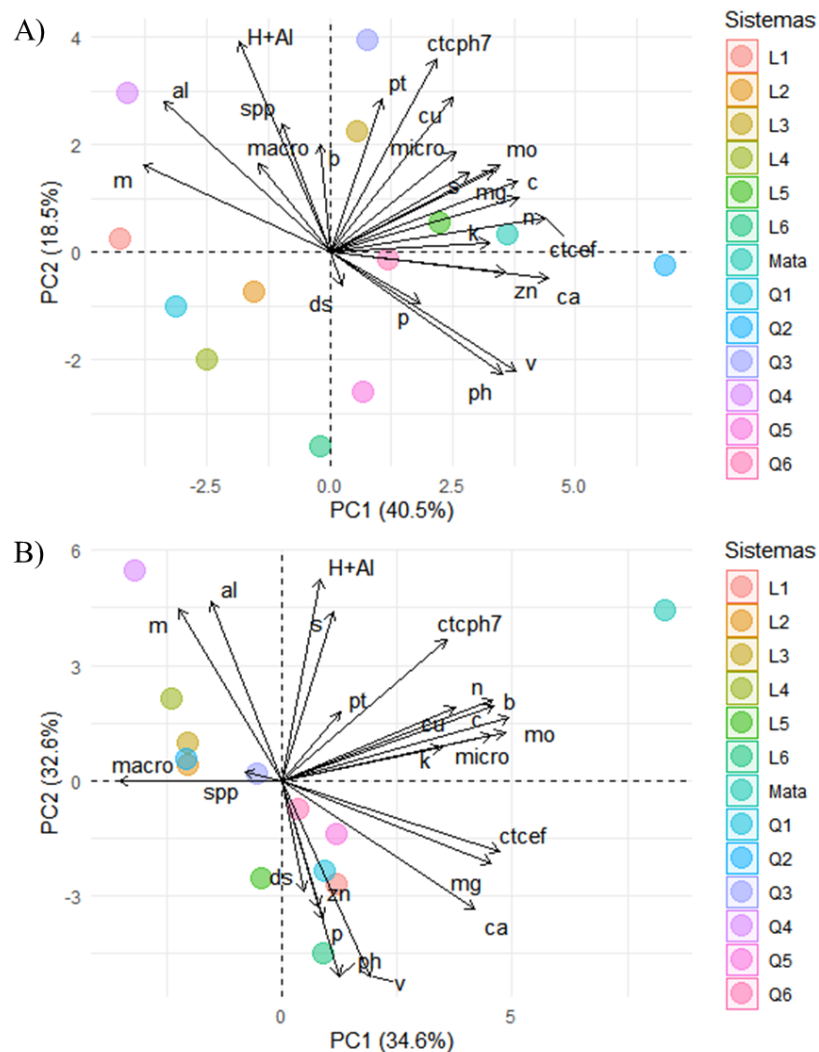 A)
Sistemas
L1
L2
L3
L4
L5
L6
Mata
Q1
Q2
Q3
Q4
Q5
Q6
4
2
0
-2
PC2 (18.5%)
H+Al
ctcph7
al
pt
spp
cu
macro
b
micro
mo
m
s
mg
c
n
k
ctcef
ds
zn
ca
p
v
ph
-2.5
0.0
2.5
5.0
PC1 (40.5%)
B)
Sistemas
L1
L2
L3
L4
L5
L6
Mata
Q1
Q2
Q3
Q4
Q5
Q6
6
3
0
-3
PC2 (32.6%)
H+Al
al
m
s
ctcph7
pt
n
b
cu
c
mo
k
micro
macro
spp
ctcef
ds
zn
mg
p
ca
ph
v
0
5
PC1 (34.6%)